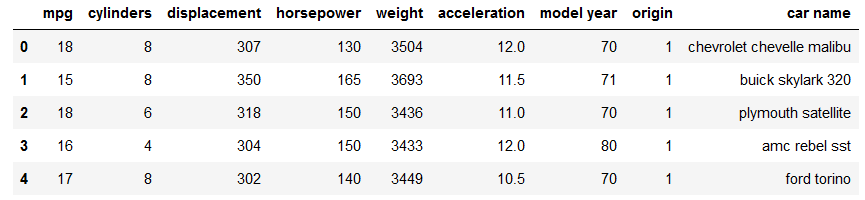 mpg cylinders displacement horsepower weight acceleration model year origin car name
0 18 8 307 130 3504 12.0 70 1 chevrolet chevelle malibu
1 15 8 350 165 3693 11.5 71 1 buick skylark 320
2 18 6 318 150 3436 11.0 70 1 plymouth satellite
3 16 4 304 150 3433 12.0 80 1 amc rebel sst
4 17 8 302 140 3449 10.5 70 1 ford torino